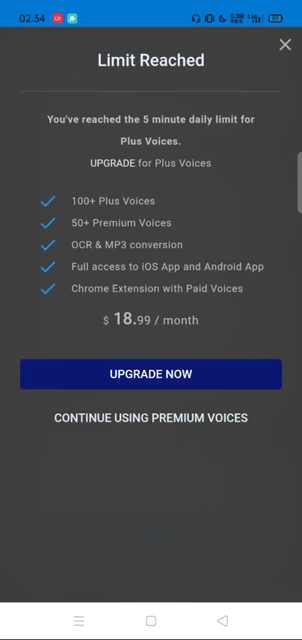 02.34
Limit Reached
You've reached the 5 minute daily limit for
Plus Voices.
UPGRADE for Plus Voices
100+ Plus Voices
50+ Premium Voices
OCR & MP3 conversion
Full access to iOS App and Android App
Chrome Extension with Paid Voices
$ 18.99 / month
UPGRADE NOW
CONTINUE USING PREMIUM VOICES